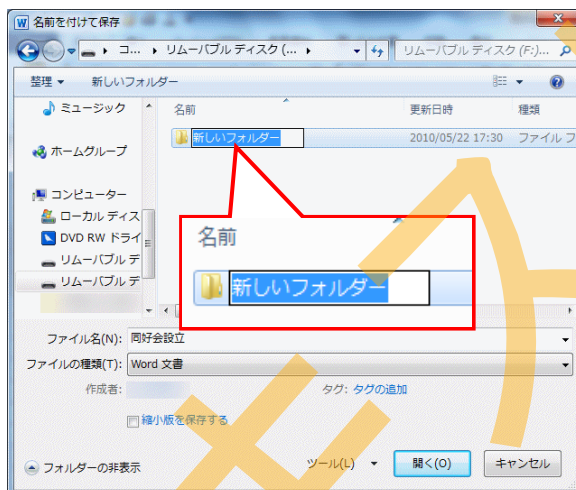 名前を付けて保存
コ... リムーバブル ディスク (... リムーバブル ディスク (F:)...
整理 新しいフォルダー
ミュージック
ホームグループ
コンピューター
ローカル ディス
DVD RW ドライ
リムーバブル デ
リムーバブル デ
名前 更新日時 種類
新しいフォルダー 2010/05/22 17:30 ファイル フ
名前
新しいフォルダー
ファイル名(N): 同好会設立
ファイルの種類(T): Word 文書
作成者: タグ: タグの追加
縮小版を保存する
フォルダーの非表示 ツール(L) 開く(O) キャンセル